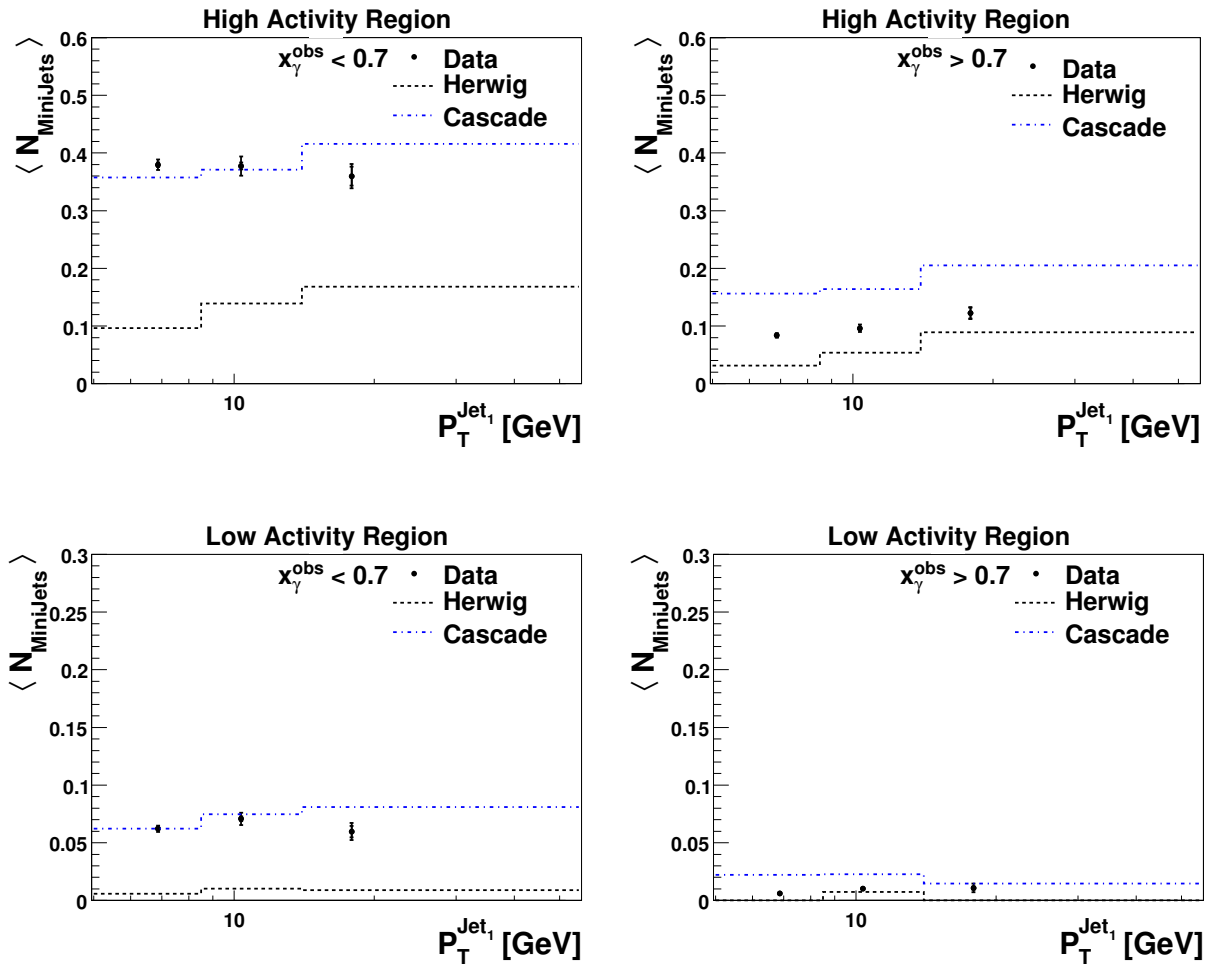 High Activity Region
⟨ N_MiniJets ⟩
0.6
0.5
0.4
0.3
0.2
0.1
0
x_γ^obs < 0.7
Data
Herwig
Cascade
10
P_T^Jet₁ [GeV]
High Activity Region
⟨ N_MiniJets ⟩
0.6
0.5
0.4
0.3
0.2
0.1
0
x_γ^obs > 0.7
Data
Herwig
Cascade
10
P_T^Jet₁ [GeV]
Low Activity Region
⟨ N_MiniJets ⟩
0.3
0.25
0.2
0.15
0.1
0.05
0
x_γ^obs < 0.7
Data
Herwig
Cascade
10
P_T^Jet₁ [GeV]
Low Activity Region
⟨ N_MiniJets ⟩
0.3
0.25
0.2
0.15
0.1
0.05
0
x_γ^obs > 0.7
Data
Herwig
Cascade
10
P_T^Jet₁ [GeV]